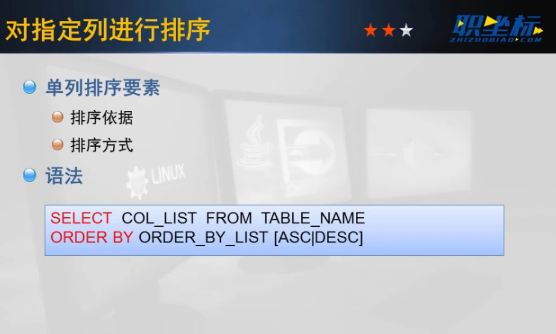 对指定列进行排序
职坐标
ZHIZUOBIAO.COM
单列排序要素
排序依据
排序方式
LINUX
语法
SELECT COL_LIST FROM TABLE_NAME
ORDER BY ORDER_BY_LIST [ASC|DESC]